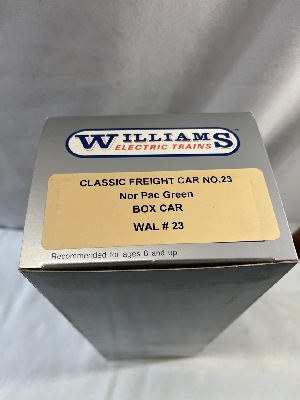 WILLIAMS
ELECTRIC TRAINS
CLASSIC FREIGHT CAR NO.23
Nor Pac Green
BOX CAR
WAL # 23
Recommended for ages 8 and up